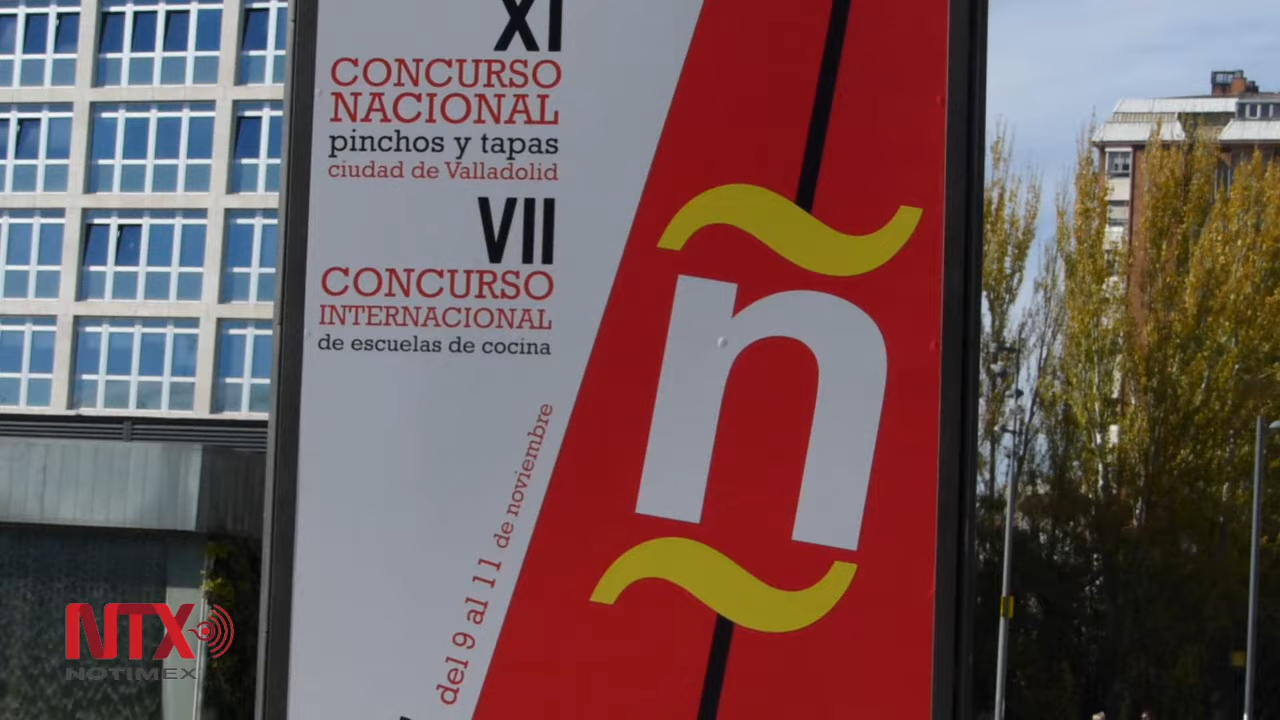 XI
CONCURSO
NACIONAL
pinchos y tapas
ciudad de Valladolid
VII
CONCURSO
INTERNACIONAL
de escuelas de cocina
del 9 al 11 de noviembre
ñ
NTX
NOTIMEX